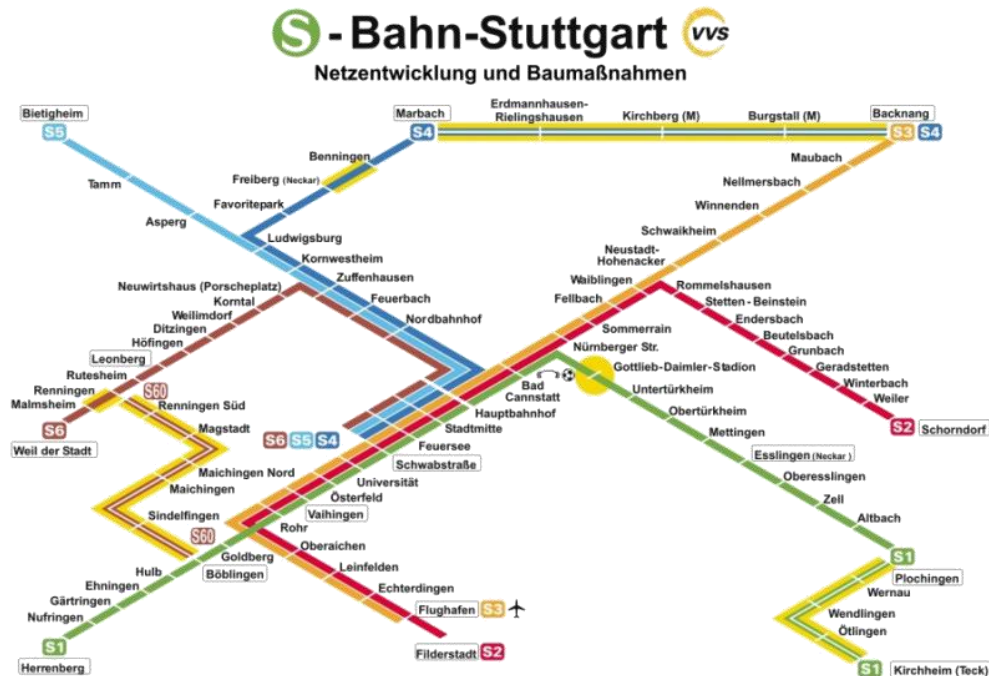 S - Bahn-Stuttgart VVS
Netzentwicklung und Baumaßnahmen
Bietigheim
S5
Tamm
Asperg
Marbach
S4
Benningen
Freiberg (Neckar)
Favoritepark
Ludwigsburg
Kornwestheim
Zuffenhausen
Feuerbach
Nordbahnhof
Erdmannhausen-
Rielingshausen
Kirchberg (M)
Burgstall (M)
Backnang
S3 S4
Maubach
Nellmersbach
Winnenden
Schwaikheim
Neustadt-
Hohenacker
Waiblingen
Fellbach
Sommerrain
Nürnberger Str.
Rommelshausen
Stetten-Beinstein
Endersbach
Beutelsbach
Grunbach
Geradstetten
Winterbach
Weiler
S2 Schorndorf
Neuwirtshaus (Porscheplatz)
Korntal
Weilimdorf
Ditzingen
Höfingen
Leonberg
Rutesheim
Renningen
Malmsheim
S6
Weil der Stadt
S60
Renningen Süd
Magstadt
Maichingen Nord
Maichingen
Sindelfingen
S60
S6 S5 S4
Bad
Cannstatt
Hauptbahnhof
Stadtmitte
Feuersee
Schwabstraße
Universität
Österfeld
Vaihingen
Rohr
Goldberg
Böblingen
Hulb
Ehningen
Gärtringen
Nufringen
S1
Herrenberg
Oberaichen
Leinfelden
Echterdingen
Flughafen S3
Filderstadt S2
Gottlieb-Daimler-Stadion
Untertürkheim
Obertürkheim
Mettingen
Esslingen (Neckar)
Oberesslingen
Zell
Altbach
S1
Plochingen
Wernau
Wendlingen
Ötlingen
S1 Kirchheim (Teck)